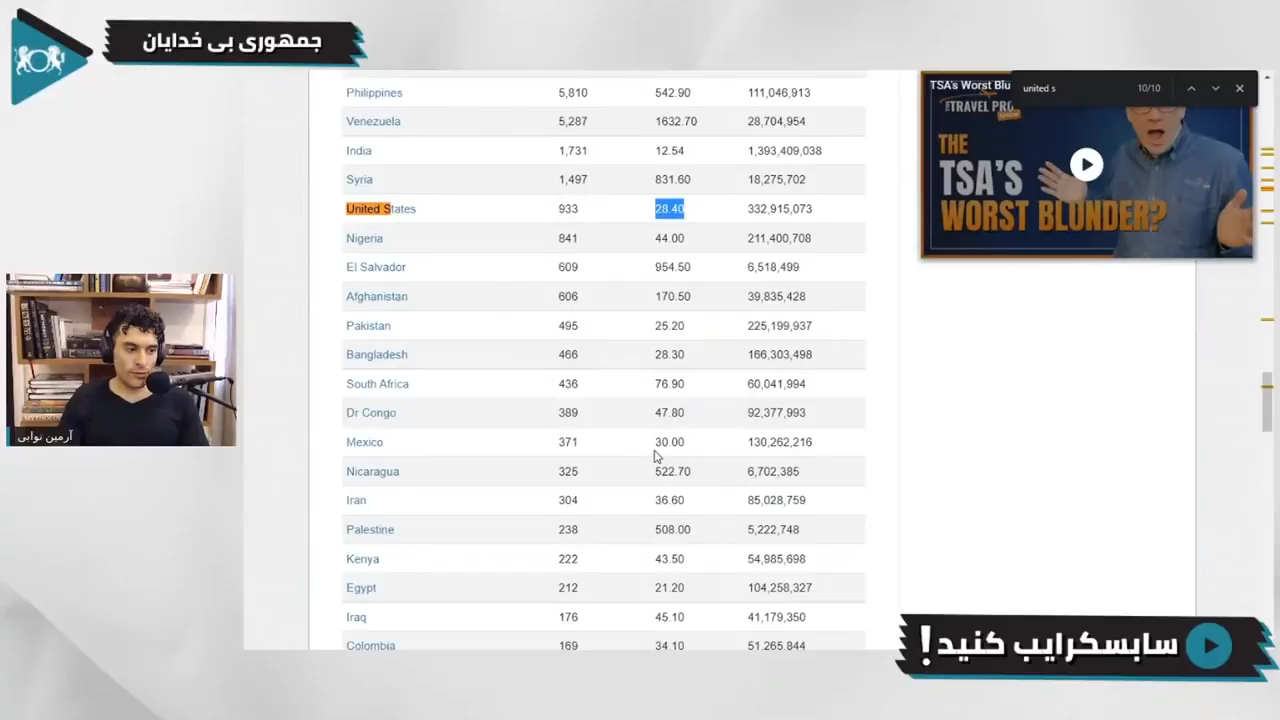 جمهوری بی خدایان
Philippines 5,810 542.90 111,046,913
Venezuela 5,287 1632.70 28,704,954
India 1,731 12.54 1,393,409,038
Syria 1,497 831.60 18,275,702
United States 933 28.40 332,915,073
Nigeria 841 44.00 211,400,708
El Salvador 609 954.50 6,518,499
Afghanistan 606 170.50 39,835,428
Pakistan 495 25.20 225,199,937
Bangladesh 466 28.30 166,303,498
South Africa 436 76.90 60,041,994
Dr Congo 389 47.80 92,377,993
Mexico 371 30.00 130,262,216
Nicaragua 325 522.70 6,702,385
Iran 304 36.60 85,028,759
Palestine 238 508.00 5,222,748
Kenya 222 43.50 54,985,698
Egypt 212 21.20 104,258,327
Iraq 176 45.10 41,179,350
Colombia 169 34.10 51,265,844
TSA's Worst Blu
united s 10/10
TRAVEL PRO
THE
TSA'S
WORST BLUNDER?
آرمین نوابی
سابسکرایب کنید!